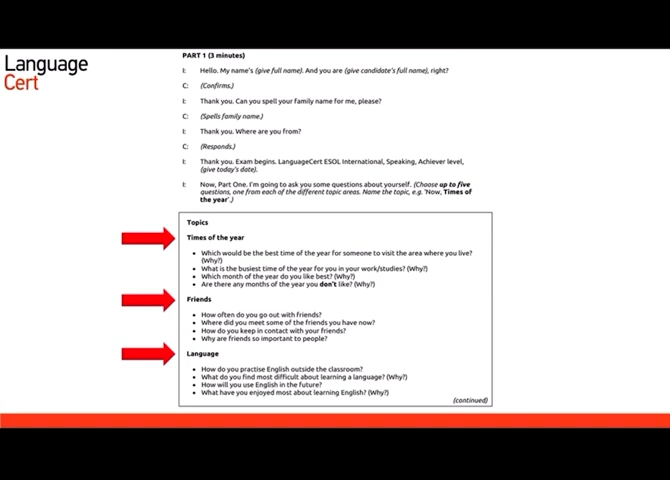 Language
Cert
PART 1 (3 minutes)
I: Hello. My name's (give full name). And you are (give candidate's full name), right?
C: (Confirms.)
I: Thank you. Can you spell your family name for me, please?
C: (Spells family name.)
I: Thank you. Where are you from?
C: (Responds.)
I: Thank you. Exam begins. LanguageCert ESOL International, Speaking, Achiever level,
(give today's date).
I: Now, Part One. I'm going to ask you some questions about yourself. (Choose up to five
questions, one from each of the different topic areas. Name the topic, e.g. 'Now, Times of
the year'.)
Topics
Times of the year
• Which would be the best time of the year for someone to visit the area where you live?
(Why?)
• What is the busiest time of the year for you in your work/studies? (Why?)
• Which month of the year do you like best? (Why?)
• Are there any months of the year you don't like? (Why?)
Friends
• How often do you go out with friends?
• Where did you meet some of the friends you have now?
• How do you keep in contact with your friends?
• Why are friends so important to people?
Language
• How do you practise English outside the classroom?
• What do you find most difficult about learning a language? (Why?)
• How will you use English in the future?
• What have you enjoyed most about learning English? (Why?)
(continued)